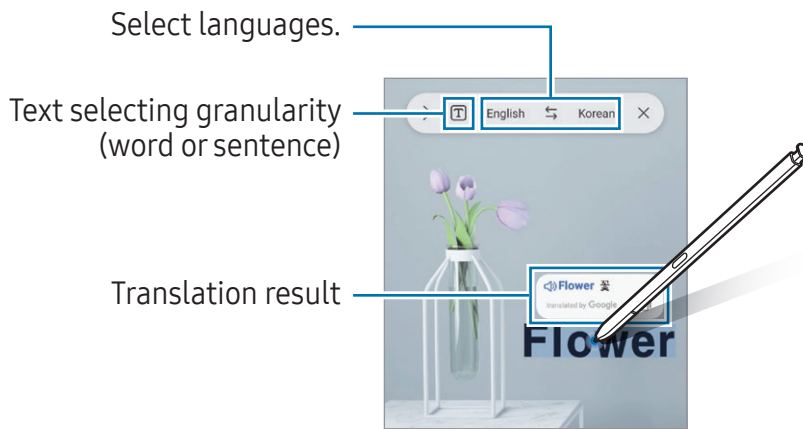 Select languages.
Text selecting granularity
(word or sentence)
T English Korean
Translation result
Flower 꽃
translated by Google
Flower